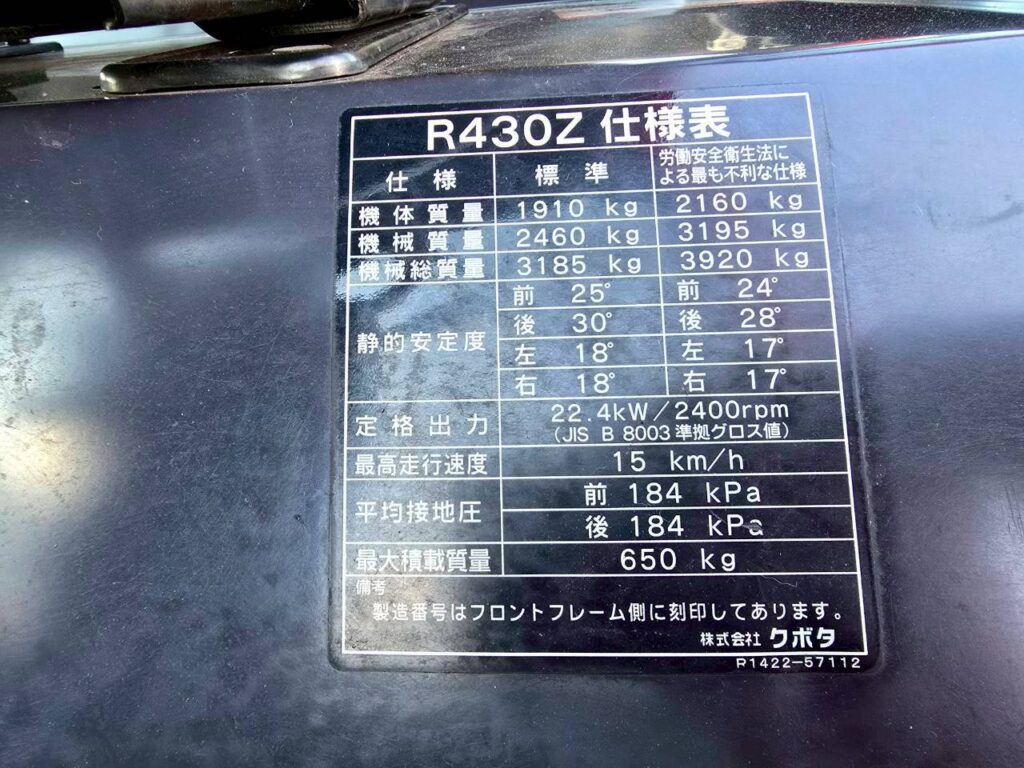 R430Z 仕様表
仕様 標準 労働安全衛生法による最も不利な仕様
機体質量 1910 kg 2160 kg
機械質量 2460 kg 3195 kg
機械総質量 3185 kg 3920 kg
静的安定度 前 25° 前 24°
後 30° 後 28°
左 18° 左 17°
右 18° 右 17°
定格出力 22.4kW/2400rpm
(JIS B 8003準拠グロス値)
最高走行速度 15 km/h
平均接地圧 前 184 kPa
後 184 kPa
最大積載質量 650 kg
備考
製造番号はフロントフレーム側に刻印してあります。
株式会社 クボタ
R1422-57112